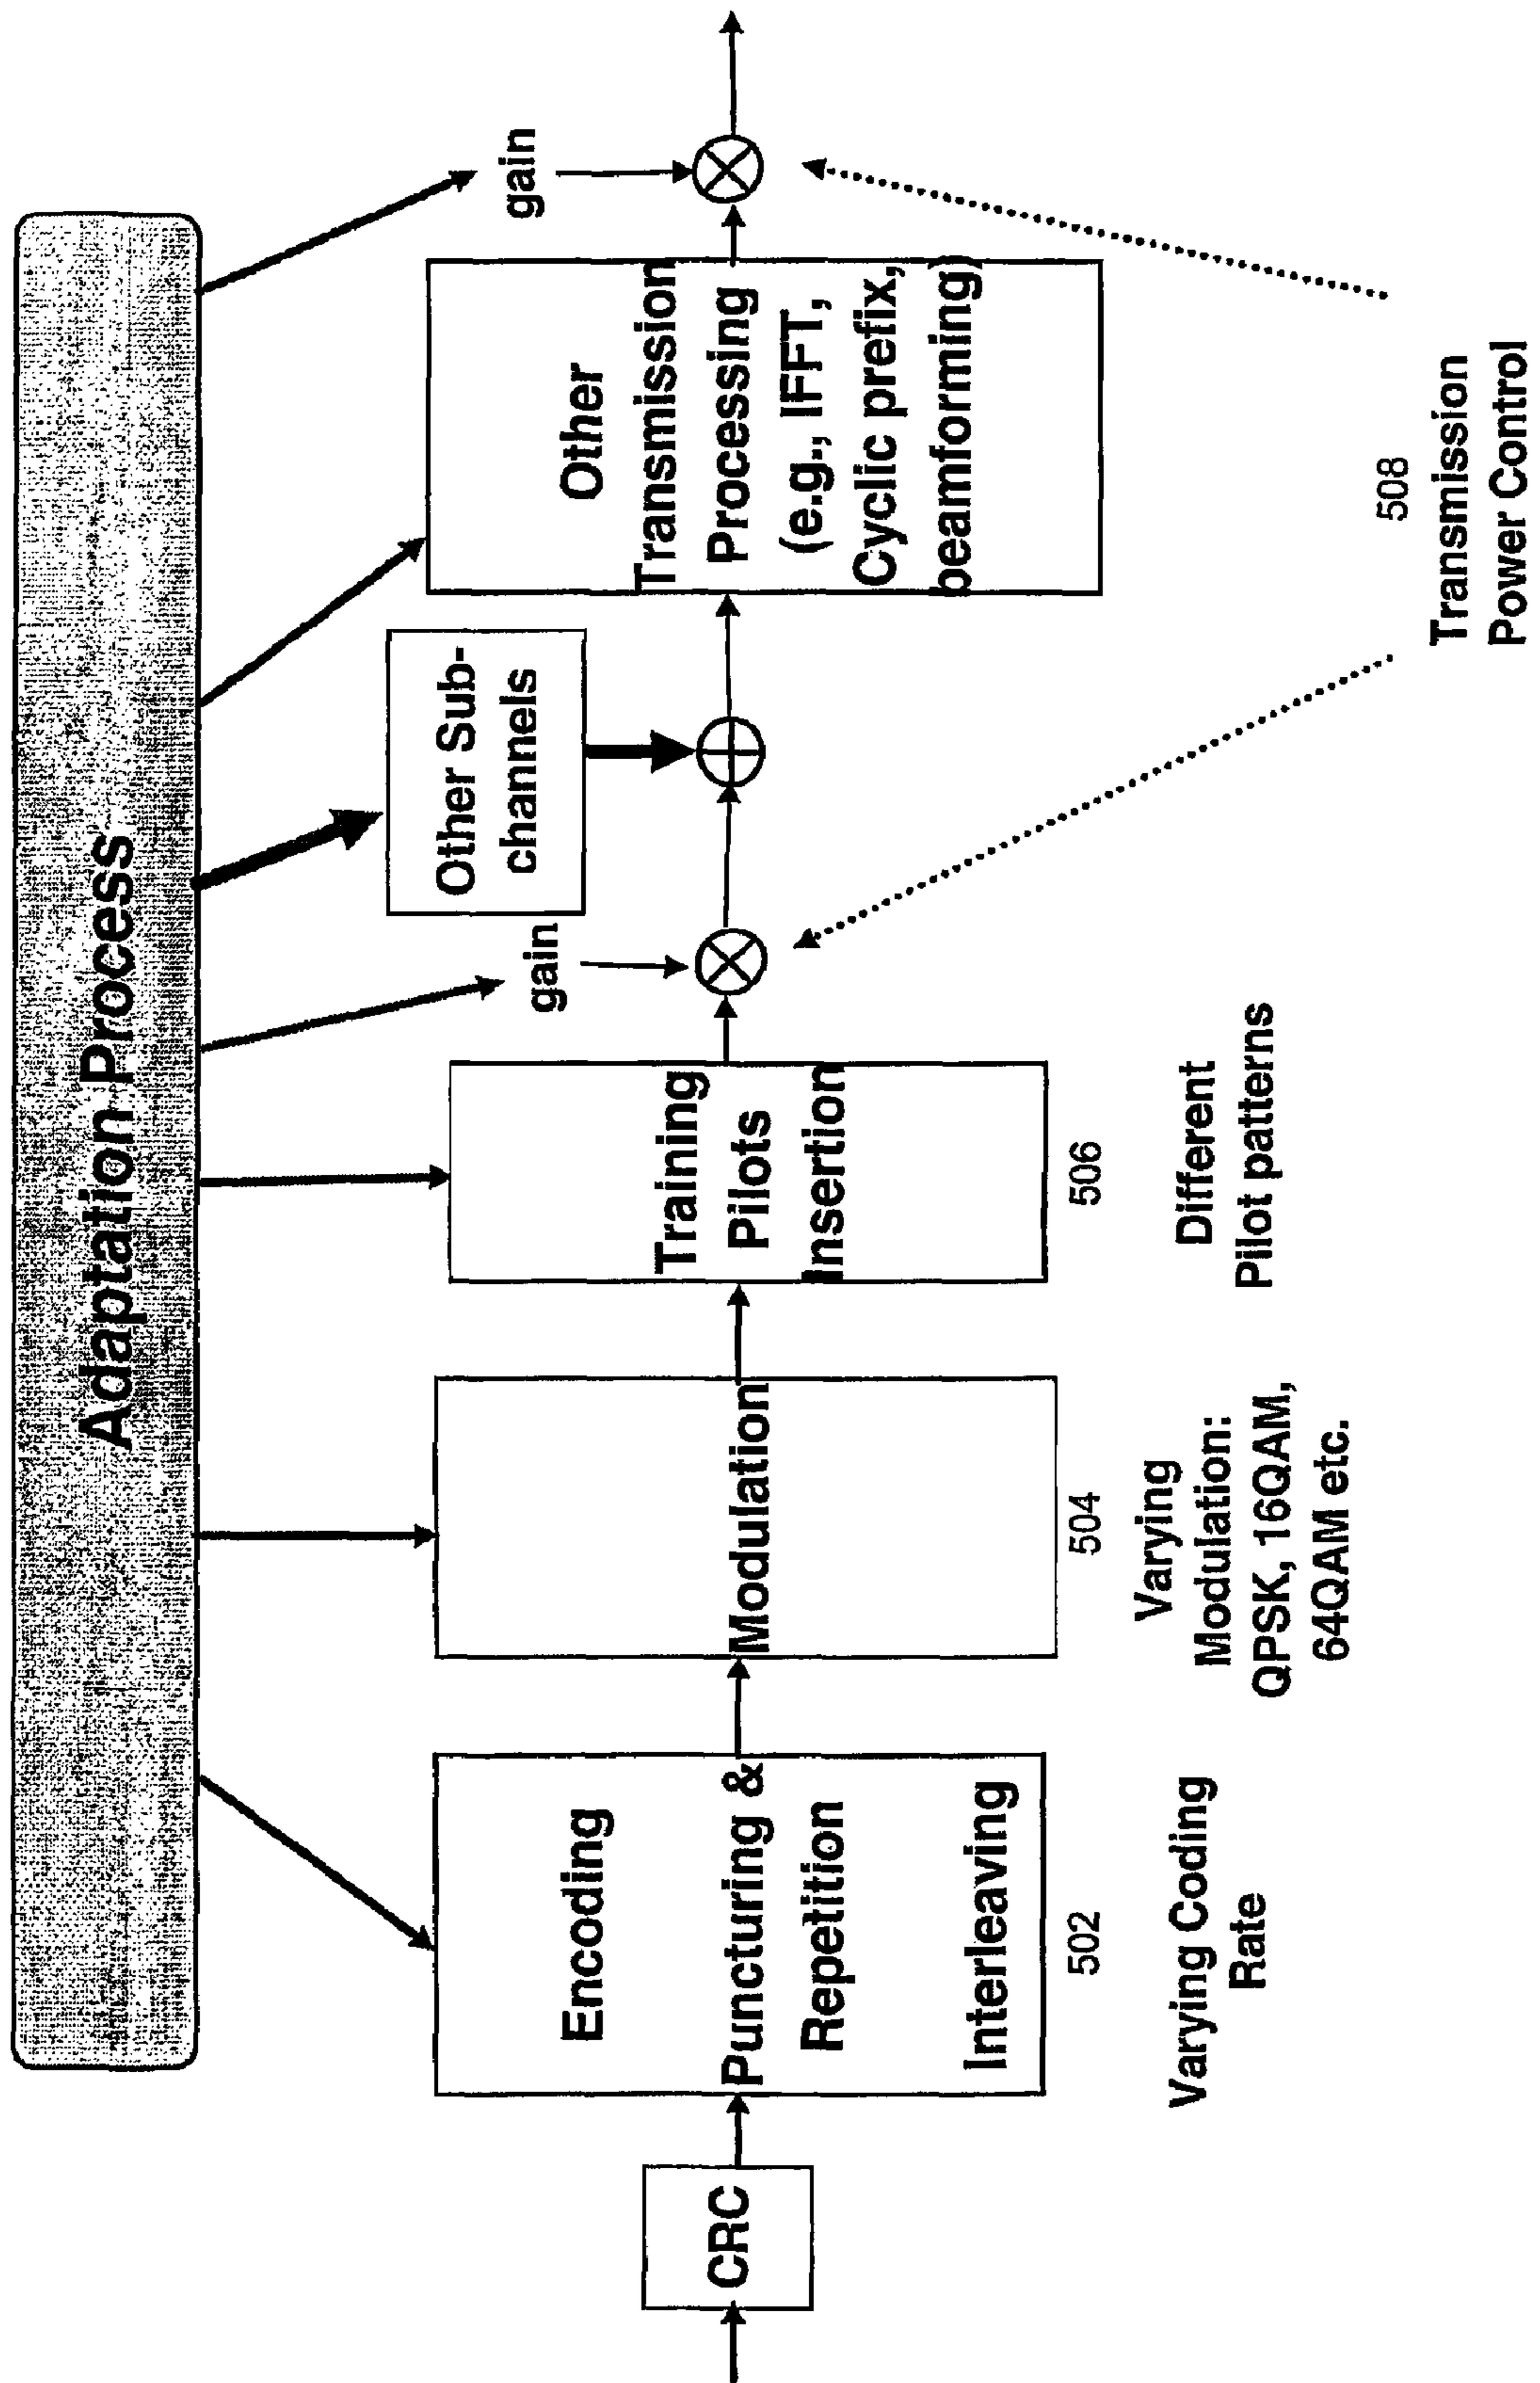 Adaptation Process
CRC
Encoding
Puncturing &
Repetition
Interleaving
502
Varying Coding
Rate
Modulation
504
Varying
Modulation:
QPSK, 16QAM,
64QAM etc.
Training
Pilots
Insertion
506
Different
Pilot patterns
gain
Other Sub-
channels
Other
Transmission
Processing
(e.g., IFFT,
Cyclic prefix,
beamforming)
gain
508
Transmission
Power Control